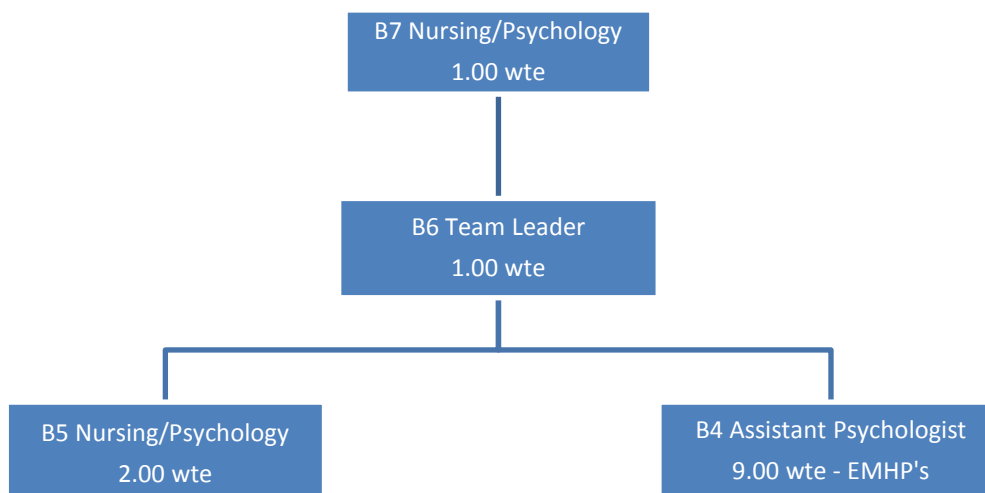 B7 Nursing/Psychology
1.00 wte
B6 Team Leader
1.00 wte
B5 Nursing/Psychology
2.00 wte
B4 Assistant Psychologist
9.00 wte - EMHP's